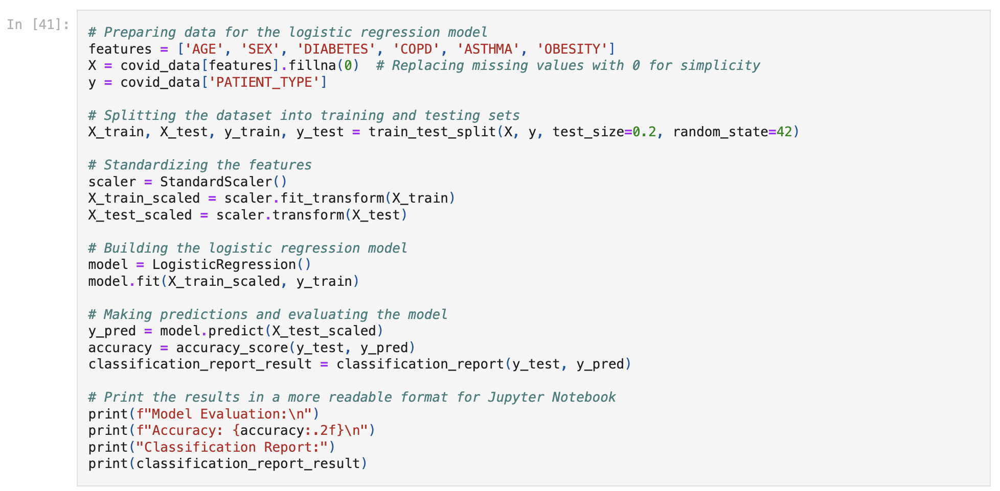 In [41]:
# Preparing data for the logistic regression model
features = ['AGE', 'SEX', 'DIABETES', 'COPD', 'ASTHMA', 'OBESITY']
X = covid_data[features].fillna(0)  # Replacing missing values with 0 for simplicity
y = covid_data['PATIENT_TYPE']
# Splitting the dataset into training and testing sets
X_train, X_test, y_train, y_test = train_test_split(X, y, test_size=0.2, random_state=42)
# Standardizing the features
scaler = StandardScaler()
X_train_scaled = scaler.fit_transform(X_train)
X_test_scaled = scaler.transform(X_test)
# Building the logistic regression model
model = LogisticRegression()
model.fit(X_train_scaled, y_train)
# Making predictions and evaluating the model
y_pred = model.predict(X_test_scaled)
accuracy = accuracy_score(y_test, y_pred)
classification_report_result = classification_report(y_test, y_pred)
# Print the results in a more readable format for Jupyter Notebook
print(f"Model Evaluation:\n")
print(f"Accuracy: {accuracy:.2f}\n")
print("Classification Report:")
print(classification_report_result)